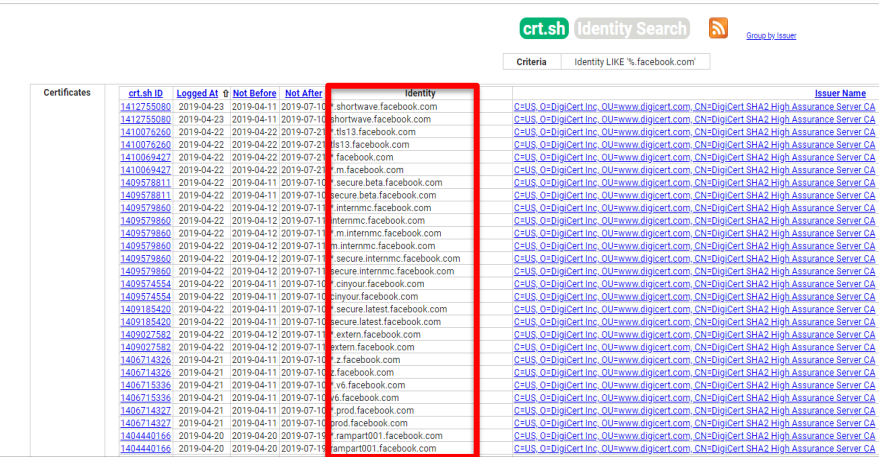 crt.sh Identity Search Group by Issuer
Criteria Identity LIKE '%.facebook.com'
Certificates crt.sh ID Logged At ⇧ Not Before Not After Identity Issuer Name
1412755080 2019-04-23 2019-04-11 2019-07-10 *.shortwave.facebook.com C=US, O=DigiCert Inc, OU=www.digicert.com, CN=DigiCert SHA2 High Assurance Server CA
1412755080 2019-04-23 2019-04-11 2019-07-10 shortwave.facebook.com C=US, O=DigiCert Inc, OU=www.digicert.com, CN=DigiCert SHA2 High Assurance Server CA
1410076260 2019-04-22 2019-04-22 2019-07-21 *.tls13.facebook.com C=US, O=DigiCert Inc, OU=www.digicert.com, CN=DigiCert SHA2 High Assurance Server CA
1410076260 2019-04-22 2019-04-22 2019-07-21 tls13.facebook.com C=US, O=DigiCert Inc, OU=www.digicert.com, CN=DigiCert SHA2 High Assurance Server CA
1410069427 2019-04-22 2019-04-22 2019-07-21 *.facebook.com C=US, O=DigiCert Inc, OU=www.digicert.com, CN=DigiCert SHA2 High Assurance Server CA
1410069427 2019-04-22 2019-04-22 2019-07-21 *.m.facebook.com C=US, O=DigiCert Inc, OU=www.digicert.com, CN=DigiCert SHA2 High Assurance Server CA
1409578811 2019-04-22 2019-04-11 2019-07-10 *.secure.beta.facebook.com C=US, O=DigiCert Inc, OU=www.digicert.com, CN=DigiCert SHA2 High Assurance Server CA
1409578811 2019-04-22 2019-04-11 2019-07-10 secure.beta.facebook.com C=US, O=DigiCert Inc, OU=www.digicert.com, CN=DigiCert SHA2 High Assurance Server CA
1409579860 2019-04-22 2019-04-12 2019-07-11 *.internmc.facebook.com C=US, O=DigiCert Inc, OU=www.digicert.com, CN=DigiCert SHA2 High Assurance Server CA
1409579860 2019-04-22 2019-04-12 2019-07-11 internmc.facebook.com C=US, O=DigiCert Inc, OU=www.digicert.com, CN=DigiCert SHA2 High Assurance Server CA
1409579860 2019-04-22 2019-04-12 2019-07-11 *.m.internmc.facebook.com C=US, O=DigiCert Inc, OU=www.digicert.com, CN=DigiCert SHA2 High Assurance Server CA
1409579860 2019-04-22 2019-04-12 2019-07-11 m.internmc.facebook.com C=US, O=DigiCert Inc, OU=www.digicert.com, CN=DigiCert SHA2 High Assurance Server CA
1409579860 2019-04-22 2019-04-12 2019-07-11 *.secure.internmc.facebook.com C=US, O=DigiCert Inc, OU=www.digicert.com, CN=DigiCert SHA2 High Assurance Server CA
1409579860 2019-04-22 2019-04-12 2019-07-11 secure.internmc.facebook.com C=US, O=DigiCert Inc, OU=www.digicert.com, CN=DigiCert SHA2 High Assurance Server CA
1409574554 2019-04-22 2019-04-11 2019-07-10 *.cinyour.facebook.com C=US, O=DigiCert Inc, OU=www.digicert.com, CN=DigiCert SHA2 High Assurance Server CA
1409574554 2019-04-22 2019-04-11 2019-07-10 cinyour.facebook.com C=US, O=DigiCert Inc, OU=www.digicert.com, CN=DigiCert SHA2 High Assurance Server CA
1409185420 2019-04-22 2019-04-11 2019-07-10 *.secure.latest.facebook.com C=US, O=DigiCert Inc, OU=www.digicert.com, CN=DigiCert SHA2 High Assurance Server CA
1409185420 2019-04-22 2019-04-11 2019-07-10 secure.latest.facebook.com C=US, O=DigiCert Inc, OU=www.digicert.com, CN=DigiCert SHA2 High Assurance Server CA
1409027582 2019-04-22 2019-04-12 2019-07-11 *.extern.facebook.com C=US, O=DigiCert Inc, OU=www.digicert.com, CN=DigiCert SHA2 High Assurance Server CA
1409027582 2019-04-22 2019-04-12 2019-07-11 extern.facebook.com C=US, O=DigiCert Inc, OU=www.digicert.com, CN=DigiCert SHA2 High Assurance Server CA
1406714326 2019-04-21 2019-04-11 2019-07-10 *.z.facebook.com C=US, O=DigiCert Inc, OU=www.digicert.com, CN=DigiCert SHA2 High Assurance Server CA
1406714326 2019-04-21 2019-04-11 2019-07-10 z.facebook.com C=US, O=DigiCert Inc, OU=www.digicert.com, CN=DigiCert SHA2 High Assurance Server CA
1406715336 2019-04-21 2019-04-11 2019-07-10 *.v6.facebook.com C=US, O=DigiCert Inc, OU=www.digicert.com, CN=DigiCert SHA2 High Assurance Server CA
1406715336 2019-04-21 2019-04-11 2019-07-10 v6.facebook.com C=US, O=DigiCert Inc, OU=www.digicert.com, CN=DigiCert SHA2 High Assurance Server CA
1406714327 2019-04-21 2019-04-11 2019-07-10 *.prod.facebook.com C=US, O=DigiCert Inc, OU=www.digicert.com, CN=DigiCert SHA2 High Assurance Server CA
1406714327 2019-04-21 2019-04-11 2019-07-10 prod.facebook.com C=US, O=DigiCert Inc, OU=www.digicert.com, CN=DigiCert SHA2 High Assurance Server CA
1404440166 2019-04-20 2019-04-20 2019-07-19 *.rampart001.facebook.com C=US, O=DigiCert Inc, OU=www.digicert.com, CN=DigiCert SHA2 High Assurance Server CA
1404440166 2019-04-20 2019-04-20 2019-07-19 rampart001.facebook.com C=US, O=DigiCert Inc, OU=www.digicert.com, CN=DigiCert SHA2 High Assurance Server CA